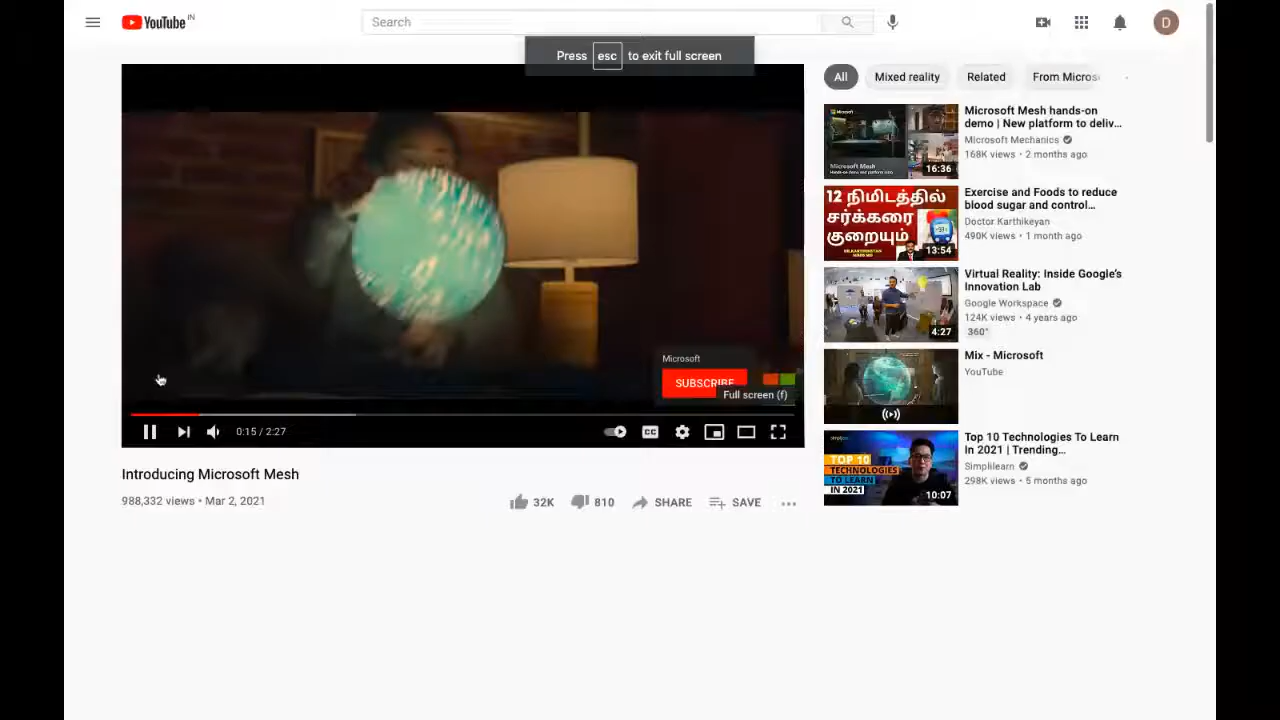 YouTube IN
Search
D
Press esc to exit full screen
All
Mixed reality
Related
From Micros
Microsoft
SUBSCRIBE
Full screen (f)
0:15 / 2:27
CC
Introducing Microsoft Mesh
988,332 views • Mar 2, 2021
32K
810
SHARE
SAVE
Microsoft
Microsoft Mesh
16:36
Microsoft Mesh hands-on
demo | New platform to deliv...
Microsoft Mechanics
168K views • 2 months ago
12 நிமிடத்தில்
சர்க்கரை
குறையும்
13:54
Exercise and Foods to reduce
blood sugar and control...
Doctor Karthikeyan
490K views • 1 month ago
4:27
Virtual Reality: Inside Google's
Innovation Lab
Google Workspace
124K views • 4 years ago
360°
Mix - Microsoft
YouTube
TOP 10
TECHNOLOGIES
TO LEARN
IN 2021
10:07
Top 10 Technologies To Learn
In 2021 | Trending...
Simplilearn
298K views • 5 months ago